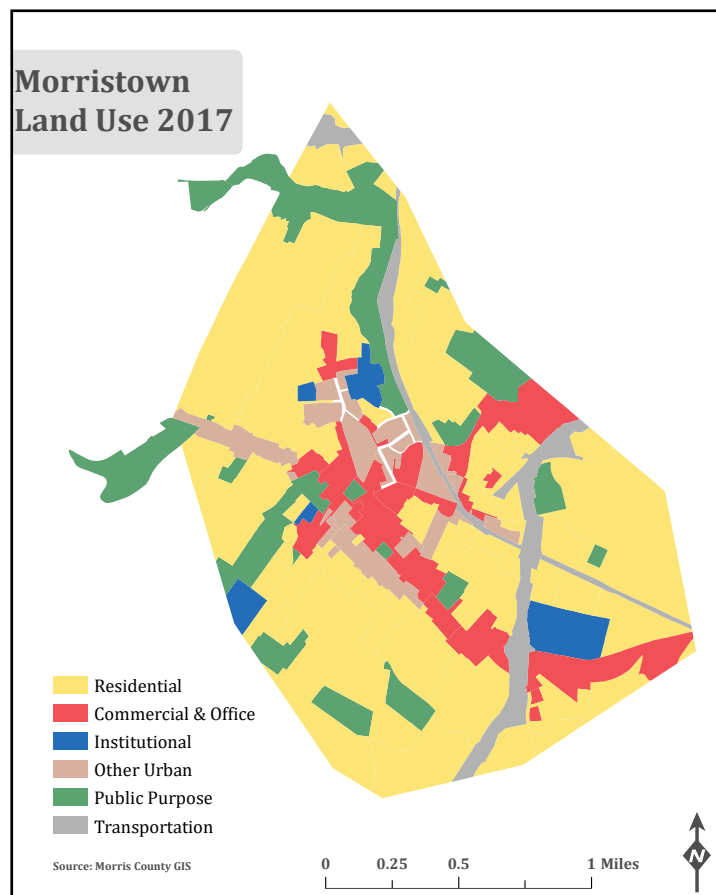 Morristown
Land Use 2017
Residential
Commercial & Office
Institutional
Other Urban
Public Purpose
Transportation
Source: Morris County GIS
0 0.25 0.5 1 Miles
N